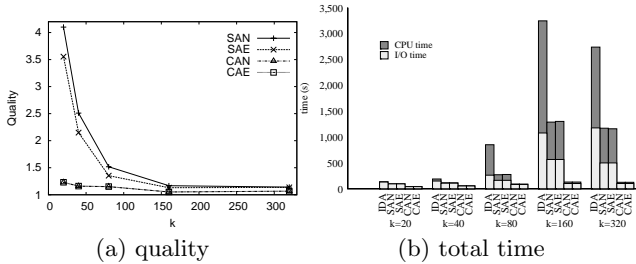 4
3.5
3
2.5
2
1.5
1
Quality
0 50 100 150 200 250 300
k
SAN
SAE
CAN
CAE
(a) quality
3,500
3,000
2,500
2,000
1,500
1,000
500
0
time (s)
CPU time
I/O time
IDA SAN SAE CAN CAE
IDA SAN SAE CAN CAE
IDA SAN SAE CAN CAE
IDA SAN SAE CAN CAE
IDA SAN SAE CAN CAE
k=20 k=40 k=80 k=160 k=320
(b) total time